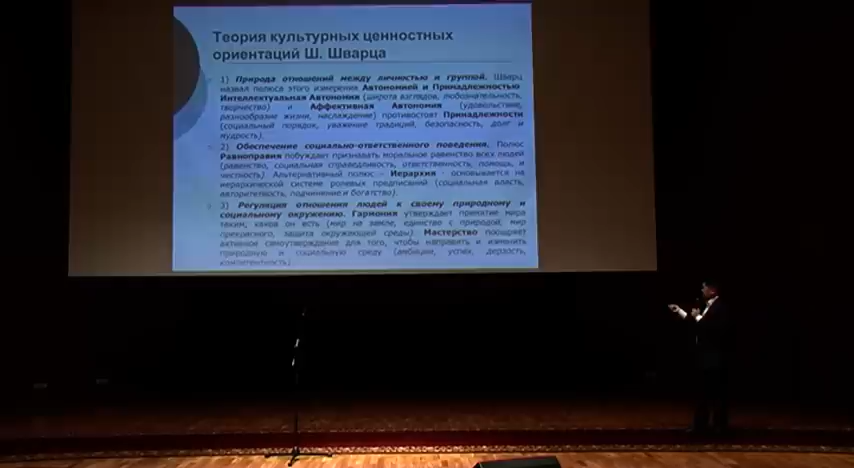 Теория культурных ценностных
ориентаций Ш. Шварца
1) Природа отношений между личностью и группой. Шварц
назвал полюса этого измерения Автономией и Принадлежностью
Интеллектуальная Автономия (широта взглядов, любознательность,
творчество) и Аффективная Автономия (удовольствие,
разнообразие жизни, наслаждение) противостоят Принадлежности
(социальный порядок, уважение традиций, безопасность, долг и
мудрость).
2) Обеспечение социально-ответственного поведения. Полюс
Равноправия побуждает признавать моральное равенство всех людей
(равенство, социальная справедливость, ответственность, помощь, и
честность) Альтернативный полюс - Иерархия - основывается на
иерархической системе ролевых предписаний (социальная власть,
авторитетность, подчинение и богатство).
3) Регуляция отношения людей к своему природному и
социальному окружению. Гармония утверждает принятие мира
таким, каков он есть (мир на земле, единство с природой, мир
прекрасного, защита окружающей среды) Мастерство поощряет
активное самоутверждение для того, чтобы направить и изменить
природную и социальную среду (амбиции, успех, дерзость,
компетентность)